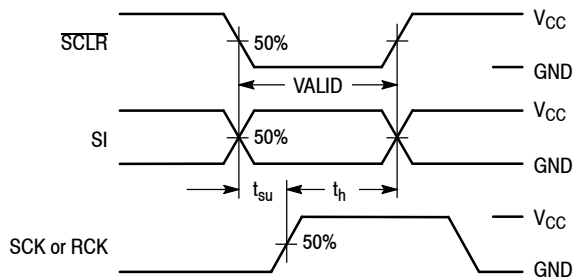 SCLR 50% VCC
VALID GND
SI 50% VCC
GND
tsu th
SCK or RCK 50% VCC
GND